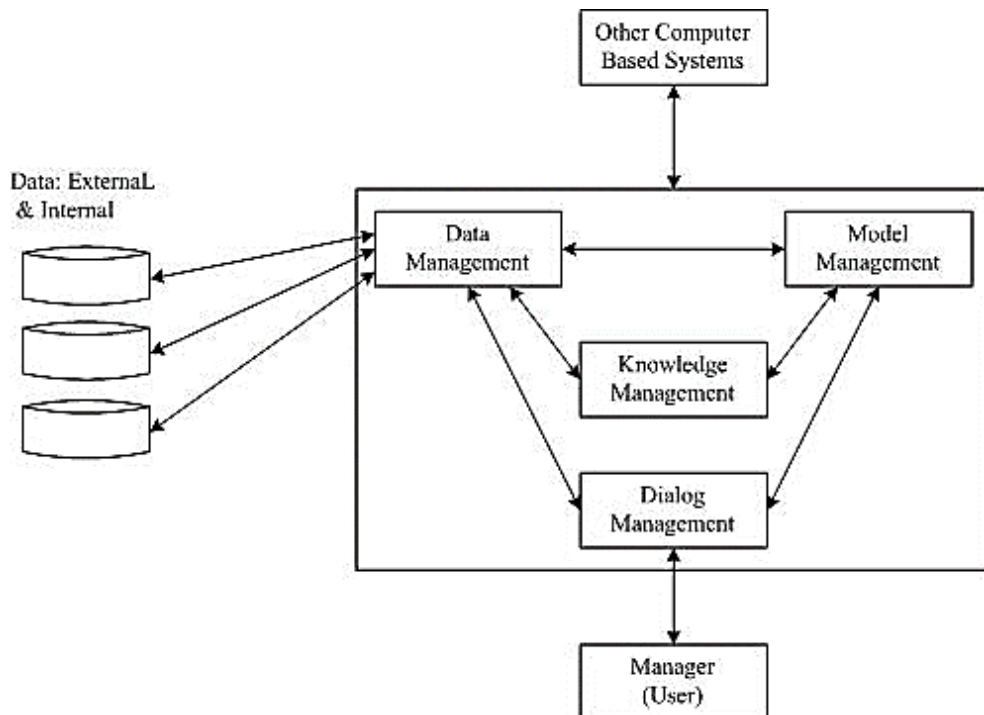 Other Computer
Based Systems
Data: ExternaL
& Internal
Data
Management
Model
Management
Knowledge
Management
Dialog
Management
Manager
(User)